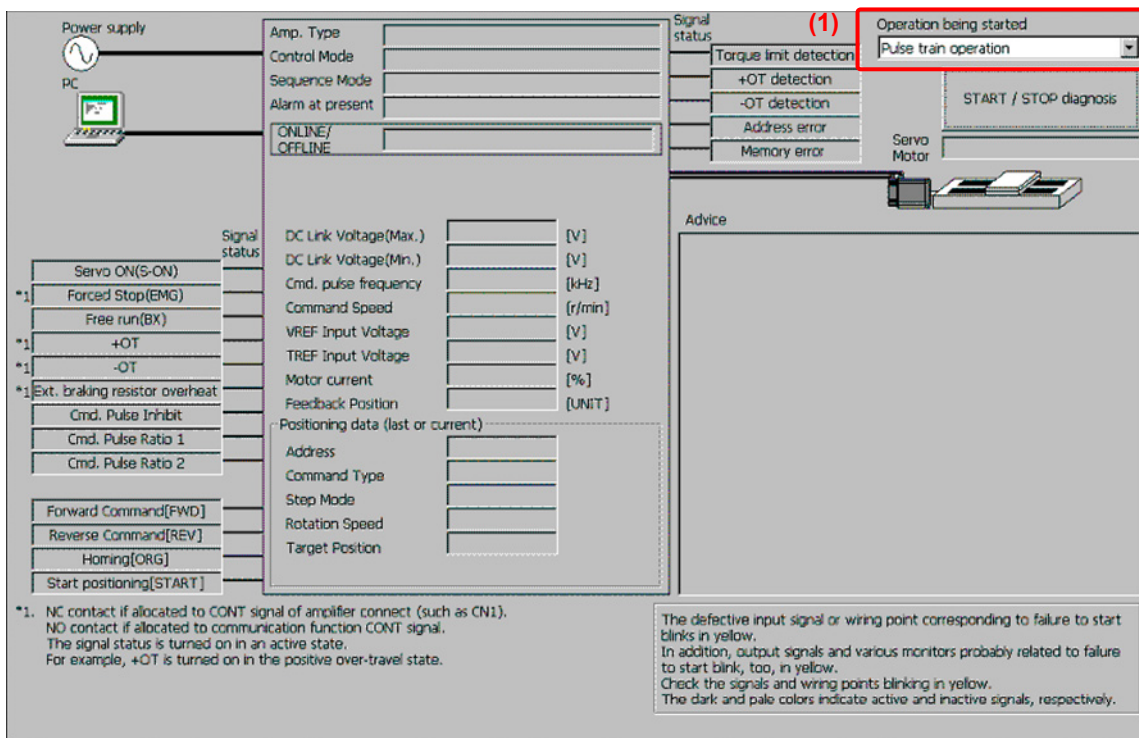 Power supply
PC
Amp. Type
Control Mode
Sequence Mode
Alarm at present
ONLINE/
OFFLINE
Signal
status
Torque limit detection
+OT detection
-OT detection
Address error
Memory error
(1)
Operation being started
Pulse train operation
START / STOP diagnosis
Servo
Motor
Advice
Signal
status
Servo ON(S-ON)
*1 Forced Stop(EMG)
Free run(BX)
*1 +OT
*1 -OT
*1 Ext. braking resistor overheat
Cmd. Pulse Inhibit
Cmd. Pulse Ratio 1
Cmd. Pulse Ratio 2
Forward Command[FWD]
Reverse Command[REV]
Homing[ORG]
Start positioning[START]
DC Link Voltage(Max.) [V]
DC Link Voltage(Min.) [V]
Cmd. pulse frequency [kHz]
Command Speed [r/min]
VREF Input Voltage [V]
TREF Input Voltage [V]
Motor current [%]
Feedback Position [UNIT]
Positioning data (last or current)
Address
Command Type
Step Mode
Rotation Speed
Target Position
*1. NC contact if allocated to CONT signal of amplifier connect (such as CN1).
NO contact if allocated to communication function CONT signal.
The signal status is turned on in an active state.
For example, +OT is turned on in the positive over-travel state.
The defective input signal or wiring point corresponding to failure to start
blinks in yellow.
In addition, output signals and various monitors probably related to failure
to start blink, too, in yellow.
Check the signals and wiring points blinking in yellow.
The dark and pale colors indicate active and inactive signals, respectively.